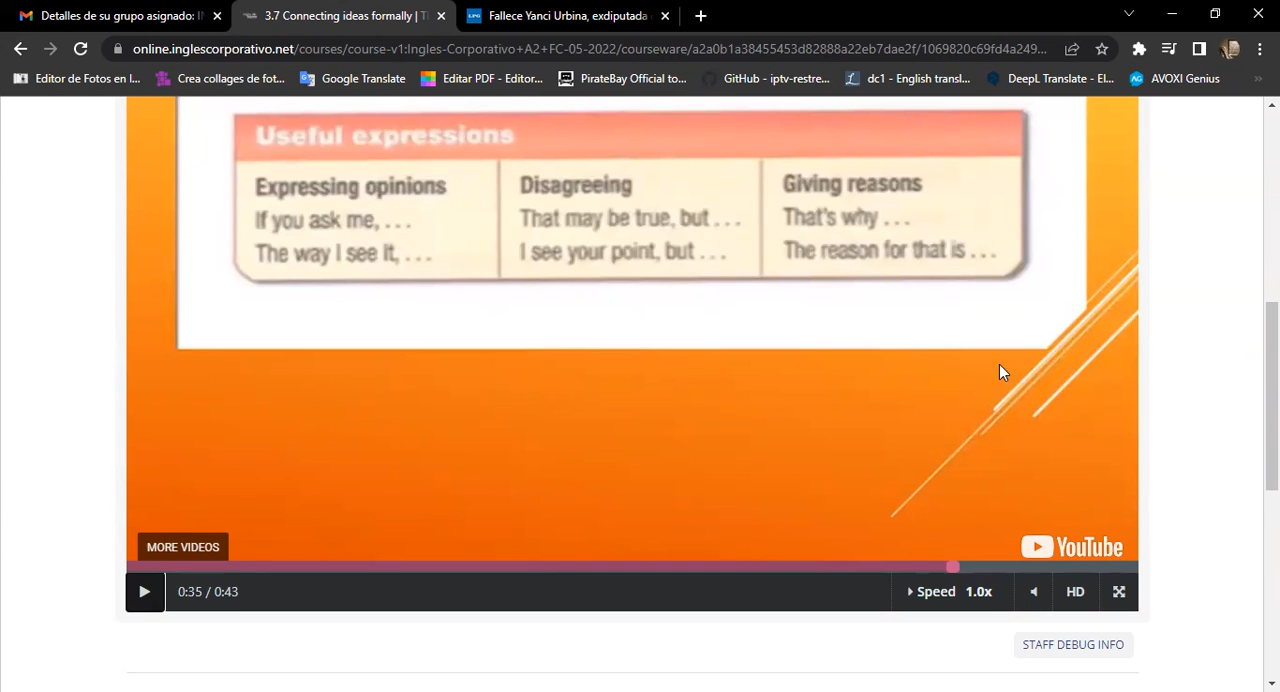 Detalles de su grupo asignado: I
3.7 Connecting ideas formally | T
Fallece Yanci Urbina, exdiputada
online.inglescorporativo.net/courses/course-v1:Ingles-Corporativo+A2+FC-05-2022/courseware/a2a0b1a38455453d82888a22eb7dae2f/1069820c69fd4a249...
Editor de Fotos en l...
Crea collages de fot...
Google Translate
Editar PDF - Editor...
PirateBay Official to...
GitHub - iptv-restre...
dc1 - English transl...
DeepL Translate - El...
AVOXI Genius
»
Useful expressions
Expressing opinions
If you ask me, ...
The way I see it, ...
Disagreeing
That may be true, but ...
I see your point, but ...
Giving reasons
That's why ...
The reason for that is ...
MORE VIDEOS
YouTube
0:35 / 0:43
Speed 1.0x
HD
STAFF DEBUG INFO